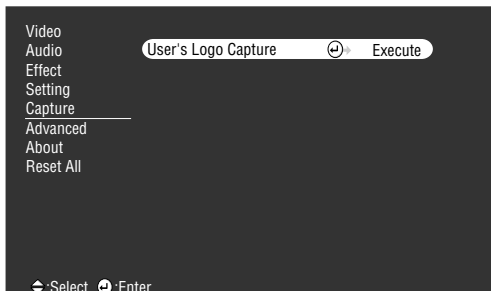 Video
Audio
User's Logo Capture Execute
Effect
Setting
Capture
Advanced
About
Reset All
:Select :Enter